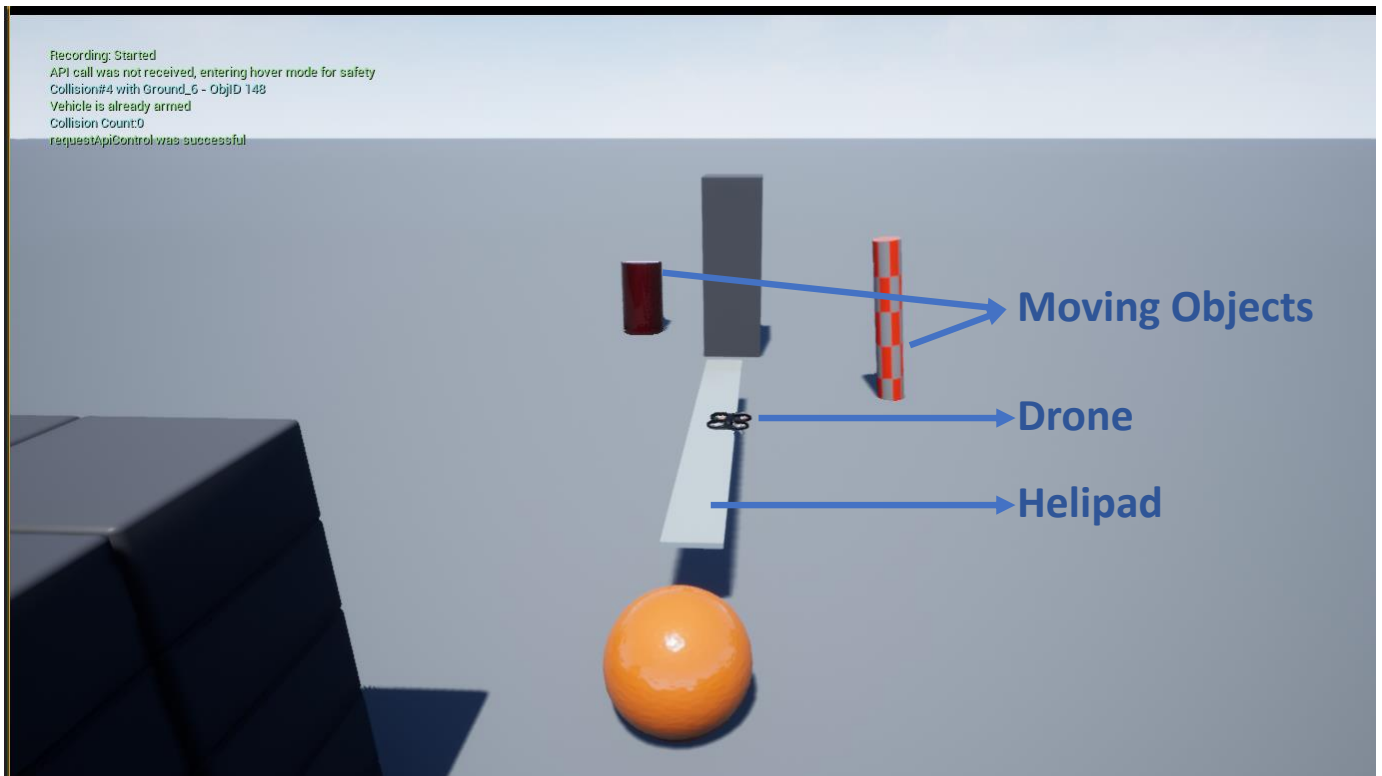 Recording: Started
API call was not received, entering hover mode for safety
Collision#4 with Ground_6 - ObjID 148
Vehicle is already armed
Collision Count:0
requestApiControl was successful
Moving Objects
Drone
Helipad